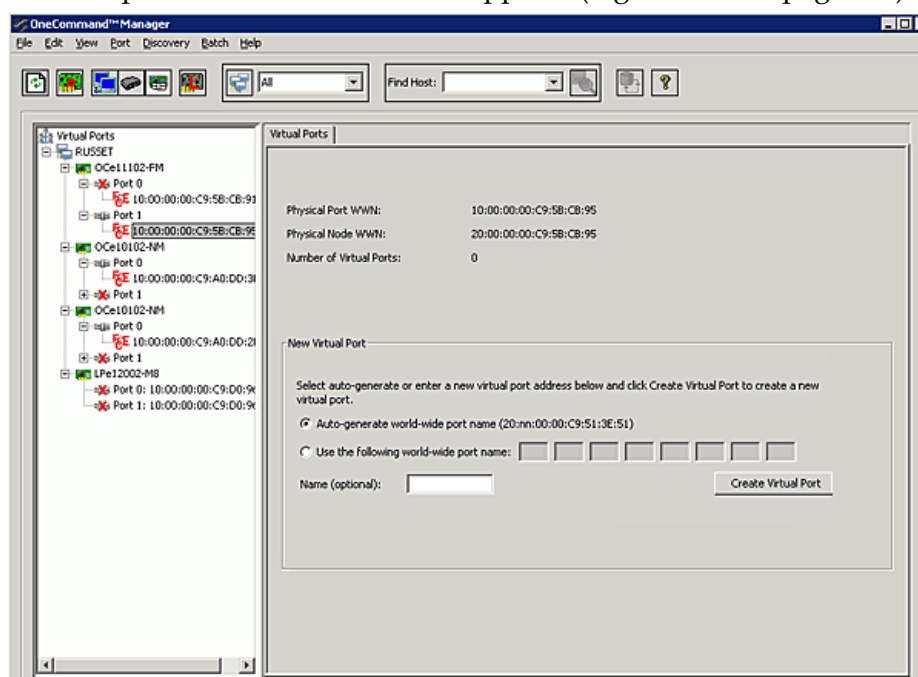 OneCommand™Manager
File Edit View Port Discovery Batch Help
All
Find Host:
Virtual Ports
RUSSET
OCe11102-FM
Port 0
FCoE 10:00:00:00:C9:5B:CB:91
Port 1
FCoE 10:00:00:00:C9:5B:CB:95
OCe10102-NM
Port 0
FCoE 10:00:00:00:C9:A0:DD:3
Port 1
OCe10102-NM
Port 0
FCoE 10:00:00:00:C9:A0:DD:2
Port 1
LPe12002-M8
Port 0: 10:00:00:00:C9:D0:9
Port 1: 10:00:00:00:C9:D0:9
Virtual Ports
Physical Port WWN: 10:00:00:00:C9:5B:CB:95
Physical Node WWN: 20:00:00:00:C9:5B:CB:95
Number of Virtual Ports: 0
New Virtual Port
Select auto-generate or enter a new virtual port address below and click Create Virtual Port to create a new
virtual port.
Auto-generate world-wide port name (20:nn:00:00:C9:51:3E:51)
Use the following world-wide port name:
Name (optional):
Create Virtual Port